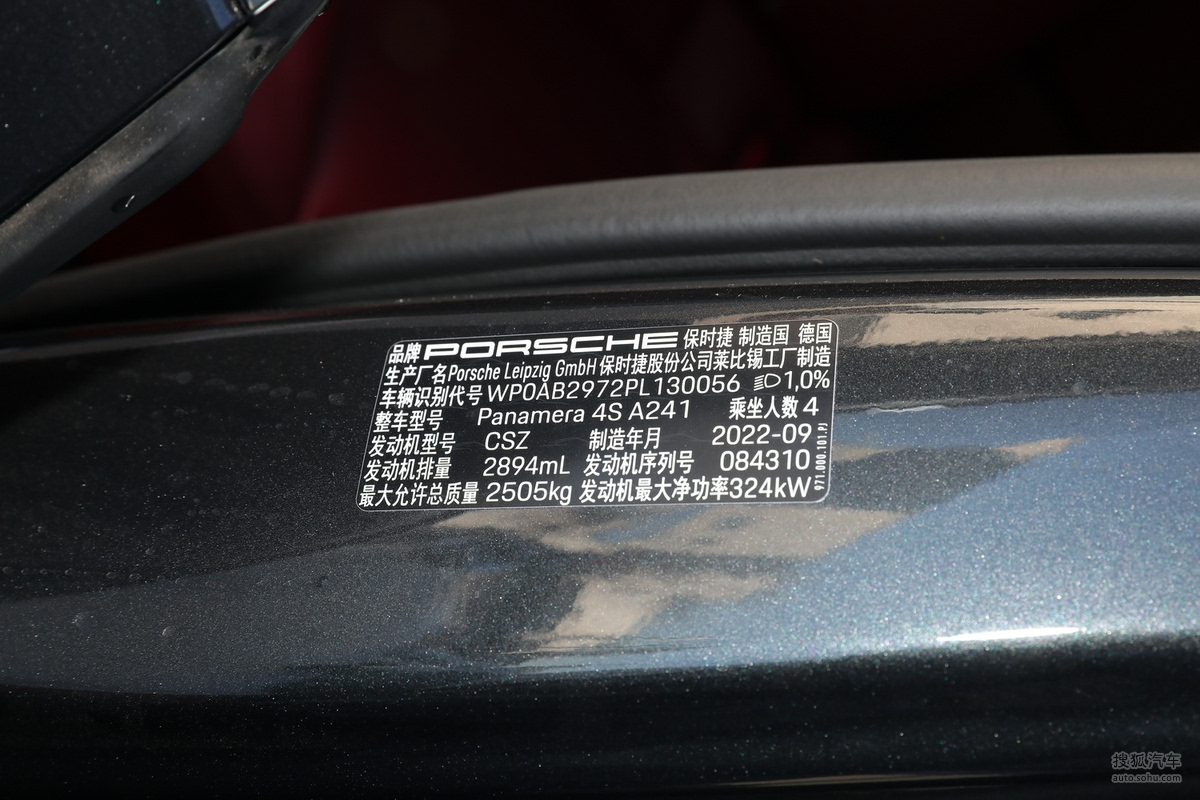 品牌 PORSCHE 保时捷 制造国 德国
生产厂名 Porsche Leipzig GmbH 保时捷股份公司莱比锡工厂制造
车辆识别代号 WP0AB2972PL130056 1,0%
整车型号 Panamera 4S A241 乘坐人数 4
发动机型号 CSZ 制造年月 2022-09
发动机排量 2894mL 发动机序列号 084310
最大允许总质量 2505kg 发动机最大净功率 324kW
971.000.101.PJ
搜狐汽车
auto.sohu.com